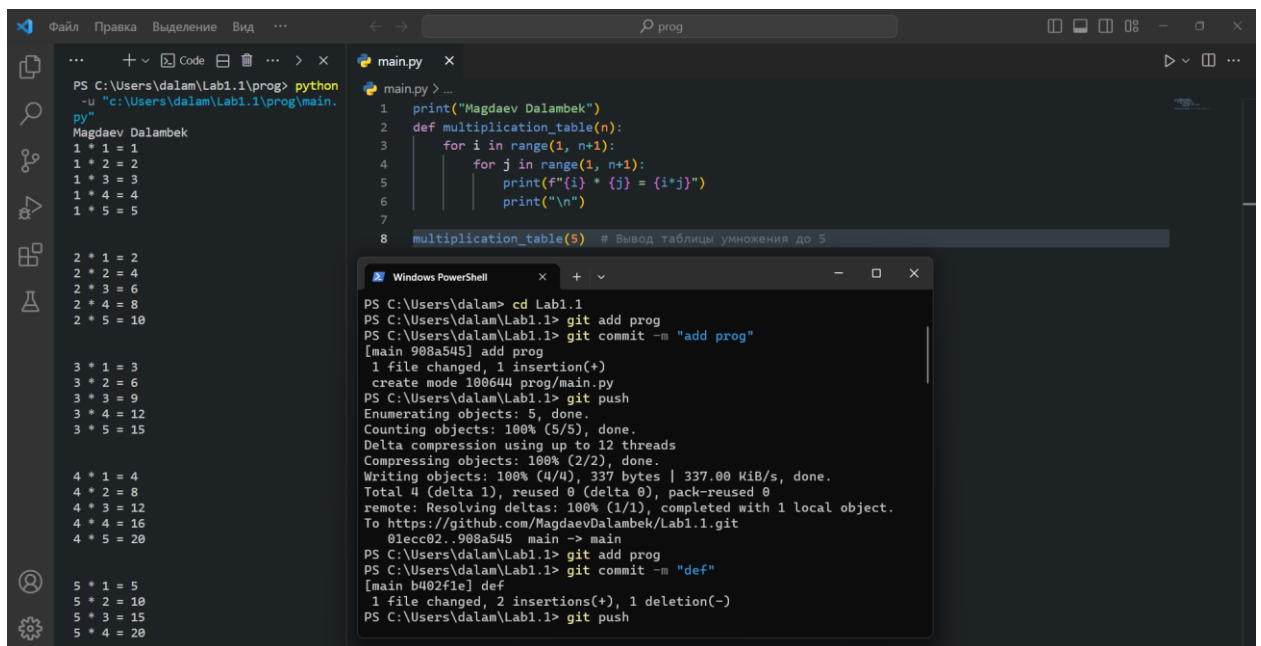 Файл Правка Выделение Вид ···
prog
··· Code ···
PS C:\Users\dalam\Lab1.1\prog> python
-u "c:\Users\dalam\Lab1.1\prog\main.
py"
Magdaev Dalambek
1 * 1 = 1
1 * 2 = 2
1 * 3 = 3
1 * 4 = 4
1 * 5 = 5
2 * 1 = 2
2 * 2 = 4
2 * 3 = 6
2 * 4 = 8
2 * 5 = 10
3 * 1 = 3
3 * 2 = 6
3 * 3 = 9
3 * 4 = 12
3 * 5 = 15
4 * 1 = 4
4 * 2 = 8
4 * 3 = 12
4 * 4 = 16
4 * 5 = 20
5 * 1 = 5
5 * 2 = 10
5 * 3 = 15
5 * 4 = 20
main.py
main.py > ...
1 print("Magdaev Dalambek")
2 def multiplication_table(n):
3 for i in range(1, n+1):
4 for j in range(1, n+1):
5 print(f"{i} * {j} = {i*j}")
6 print("\n")
7
8 multiplication_table(5) # Вывод таблицы умножения до 5
Windows PowerShell
PS C:\Users\dalam> cd Lab1.1
PS C:\Users\dalam\Lab1.1> git add prog
PS C:\Users\dalam\Lab1.1> git commit -m "add prog"
[main 908a545] add prog
1 file changed, 1 insertion(+)
create mode 100644 prog/main.py
PS C:\Users\dalam\Lab1.1> git push
Enumerating objects: 5, done.
Counting objects: 100% (5/5), done.
Delta compression using up to 12 threads
Compressing objects: 100% (2/2), done.
Writing objects: 100% (4/4), 337 bytes | 337.00 KiB/s, done.
Total 4 (delta 1), reused 0 (delta 0), pack-reused 0
remote: Resolving deltas: 100% (1/1), completed with 1 local object.
To https://github.com/MagdaevDalambek/Lab1.1.git
01ecc02..908a545 main -> main
PS C:\Users\dalam\Lab1.1> git add prog
PS C:\Users\dalam\Lab1.1> git commit -m "def"
[main b402f1e] def
1 file changed, 2 insertions(+), 1 deletion(-)
PS C:\Users\dalam\Lab1.1> git push